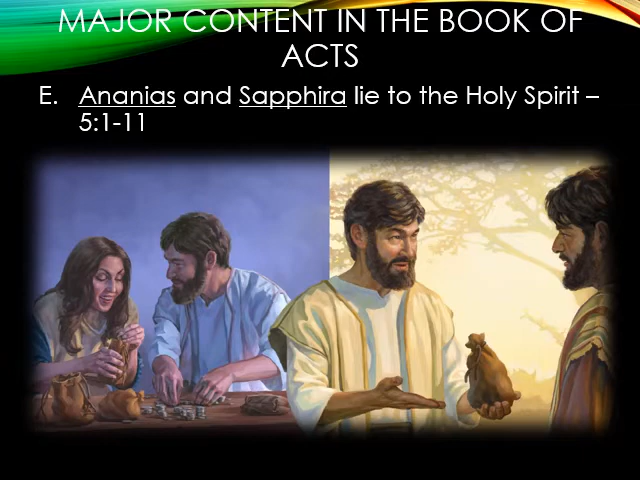 MAJOR CONTENT IN THE BOOK OF
ACTS
E. Ananias and Sapphira lie to the Holy Spirit –
5:1-11